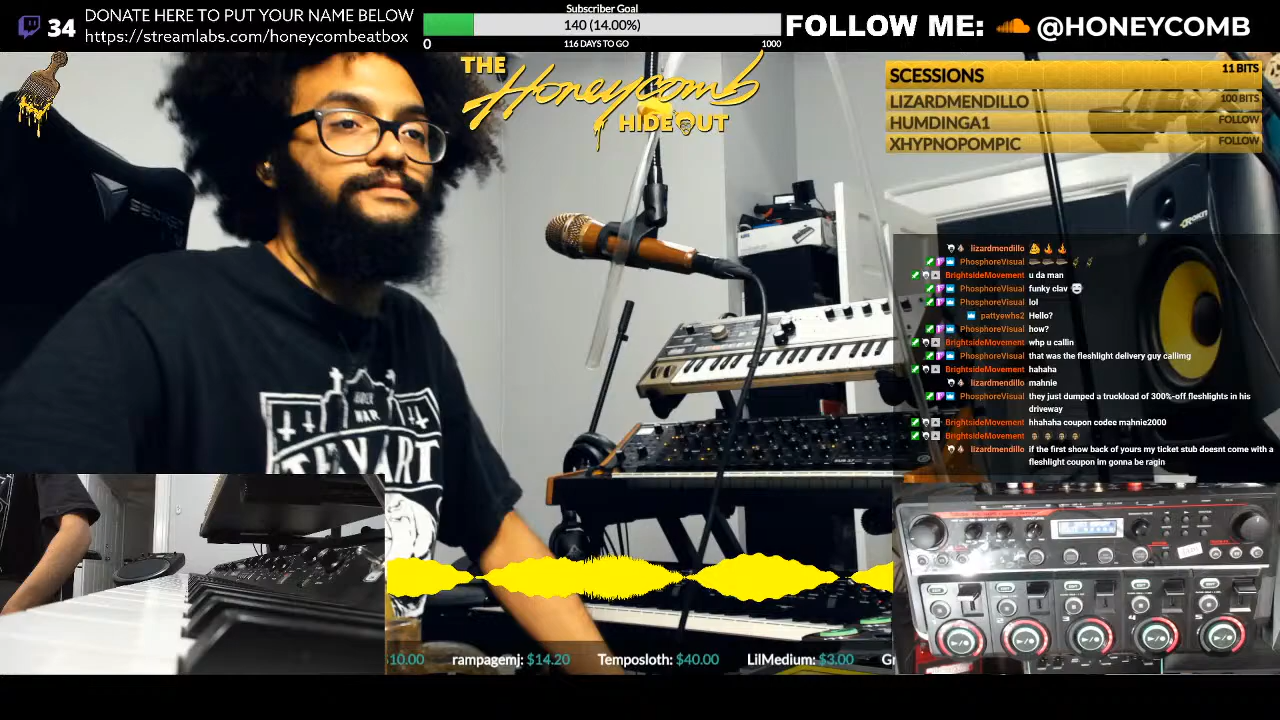 34
DONATE HERE TO PUT YOUR NAME BELOW
https://streamlabs.com/honeycombeatbox
Subscriber Goal
140 (14.00%)
0
116 DAYS TO GO
1000
FOLLOW ME:
@HONEYCOMB
THE
Honeycomb
HIDEOUT
SCESSIONS 11 BITS
LIZARDMENDILLO 100 BITS
HUMDINGA1 FOLLOW
XHYPNOPOMPIC FOLLOW
lizardmendillo
PhosphoreVisual
BrightsideMovement u da man
PhosphoreVisual funky clav
PhosphoreVisual lol
pattyewhs2 Hello?
PhosphoreVisual how?
BrightsideMovement whp u callin
PhosphoreVisual that was the fleshlight delivery guy callimg
BrightsideMovement hahaha
lizardmendillo mahnie
PhosphoreVisual they just dumped a truckload of 300%-off fleshlights in his
driveway
BrightsideMovement hhahaha coupon codee mahnie2000
BrightsideMovement
lizardmendillo if the first show back of yours my ticket stub doesnt come with a
fleshlight coupon im gonna be ragin
WAR
$10.00 rampagemj: $14.20 Temposloth: $40.00 LilMedium: $3.00 Gr